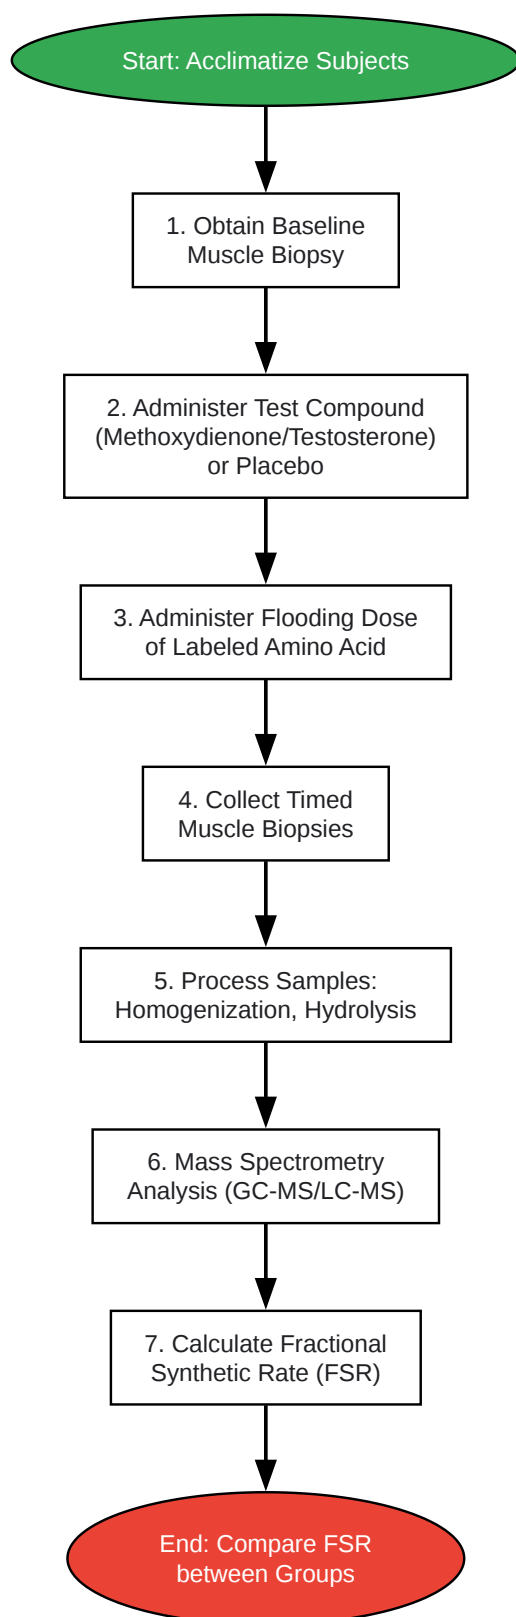 Start: Acclimatize Subjects
1. Obtain Baseline
Muscle Biopsy
2. Administer Test Compound
(Methoxydienone/Testosterone)
or Placebo
3. Administer Flooding Dose
of Labeled Amino Acid
4. Collect Timed
Muscle Biopsies
5. Process Samples:
Homogenization, Hydrolysis
6. Mass Spectrometry
Analysis (GC-MS/LC-MS)
7. Calculate Fractional
Synthetic Rate (FSR)
End: Compare FSR
between Groups